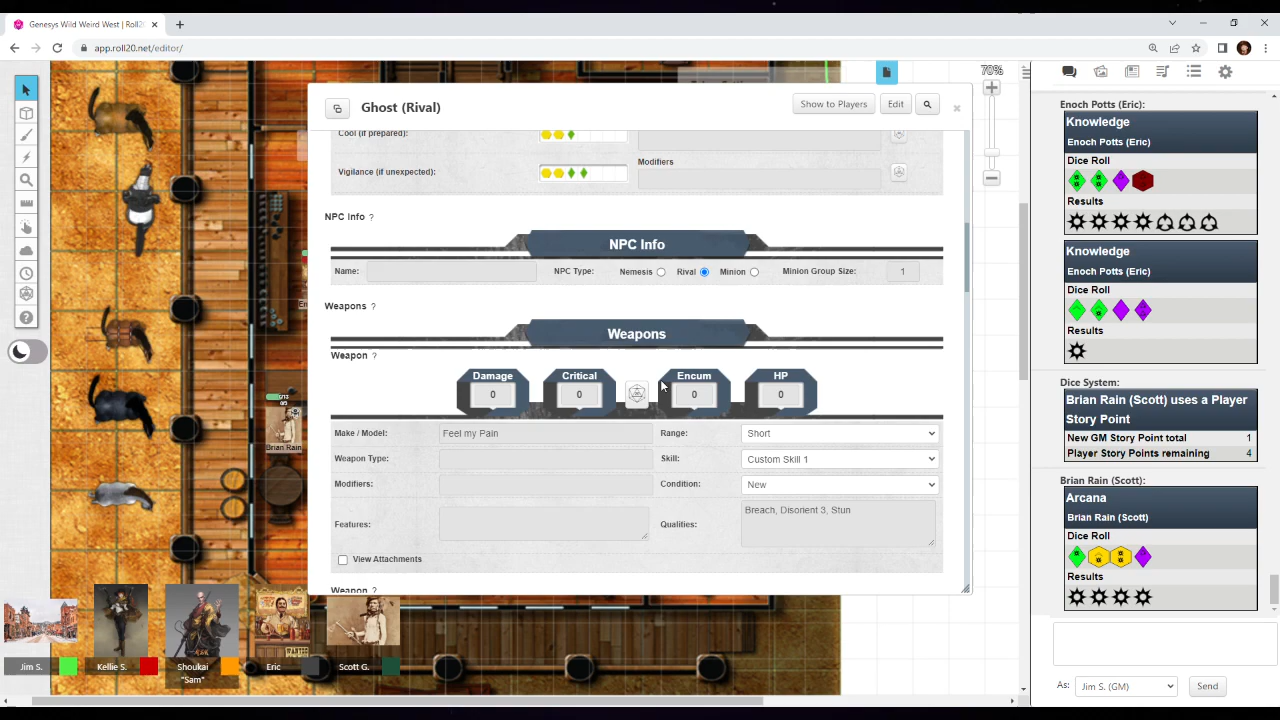 Genesys Wild Weird West | Roll20
app.roll20.net/editor/
70%
Ghost (Rival)
Show to Players
Edit
Cool (if prepared):
Modifiers
Vigilance (if unexpected):
NPC Info ?
NPC Info
Name:
NPC Type:
Nemesis
Rival
Minion
Minion Group Size:
1
Weapons ?
Weapons
Weapon ?
Damage
Critical
Encum
HP
0
0
0
0
Make / Model:
Feel my Pain
Range:
Short
Weapon Type:
Skill:
Custom Skill 1
Modifiers:
Condition:
New
Features:
Qualities:
Breach, Disorient 3, Stun
View Attachments
Weapon ?
Brian Rain
Jim S.
Kellie S.
Shoukai "Sam"
Eric
Scott G.
Enoch Potts (Eric):
Knowledge
Enoch Potts (Eric)
Dice Roll
Results
Knowledge
Enoch Potts (Eric)
Dice Roll
Results
Dice System:
Brian Rain (Scott) uses a Player
Story Point
New GM Story Point total 1
Player Story Points remaining 4
Brian Rain (Scott):
Arcana
Brian Rain (Scott)
Dice Roll
Results
As:
Jim S. (GM)
Send